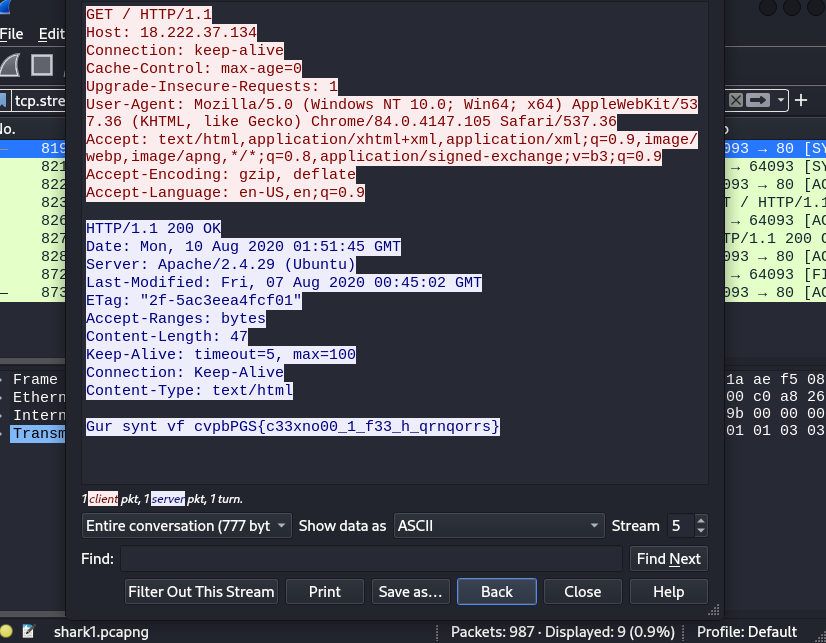 GET / HTTP/1.1
Host: 18.222.37.134
Connection: keep-alive
Cache-Control: max-age=0
Upgrade-Insecure-Requests: 1
User-Agent: Mozilla/5.0 (Windows NT 10.0; Win64; x64) AppleWebKit/53
7.36 (KHTML, like Gecko) Chrome/84.0.4147.105 Safari/537.36
Accept: text/html,application/xhtml+xml,application/xml;q=0.9,image/
webp,image/apng,*/*;q=0.8,application/signed-exchange;v=b3;q=0.9
Accept-Encoding: gzip, deflate
Accept-Language: en-US,en;q=0.9
HTTP/1.1 200 OK
Date: Mon, 10 Aug 2020 01:51:45 GMT
Server: Apache/2.4.29 (Ubuntu)
Last-Modified: Fri, 07 Aug 2020 00:45:02 GMT
ETag: "2f-5ac3eea4fcf01"
Accept-Ranges: bytes
Content-Length: 47
Keep-Alive: timeout=5, max=100
Connection: Keep-Alive
Content-Type: text/html
Gur synt vf cvpbPGS{c33xno00_1_f33_h_qrnqorrs}
1 client pkt, 1 server pkt, 1 turn.
Entire conversation (777 byt
Show data as
ASCII
Stream
5
Find:
Find Next
Filter Out This Stream
Print
Save as…
Back
Close
Help
File Edit
tcp.stre
No.
819
821
822
823
826
827
828
872
873
Frame
Ethern
Intern
Transm
093 → 80 [SY
→ 64093 [SY
093 → 80 [AC
T / HTTP/1.1
→ 64093 [AC
TP/1.1 200 O
093 → 80 [AC
→ 64093 [FI
093 → 80 [AC
1a ae f5 08
00 c0 a8 26
9b 00 00 00
01 01 03 03
shark1.pcapng
Packets: 987 · Displayed: 9 (0.9%)
Profile: Default